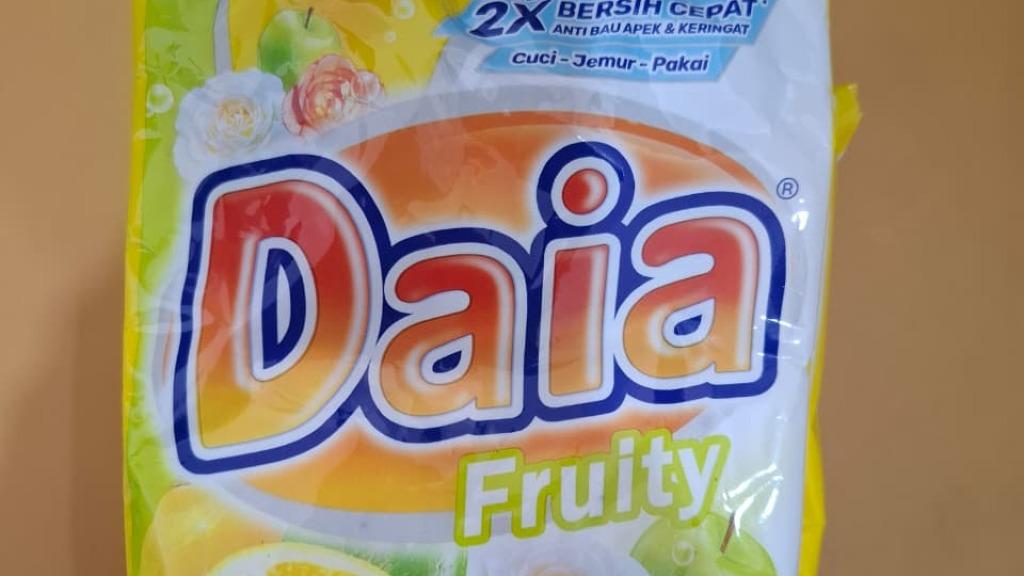 2X BERSIH CEPAT
ANTI BAU APEK & KERINGAT
Cuci - Jemur - Pakai
Daia®
Fruity